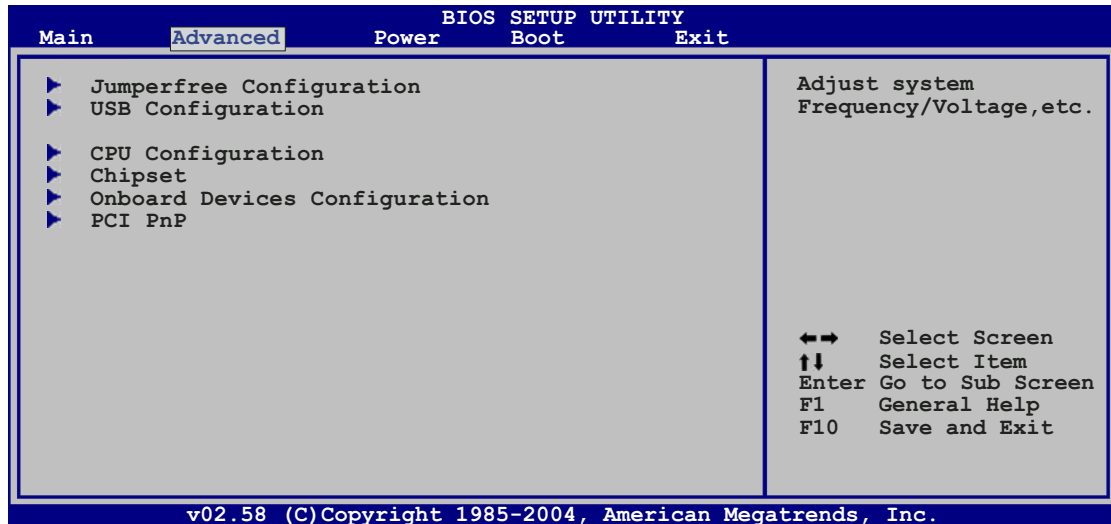 BIOS SETUP UTILITY
Main Advanced Power Boot Exit
Jumperfree Configuration
USB Configuration
CPU Configuration
Chipset
Onboard Devices Configuration
PCI PnP
Adjust system
Frequency/Voltage,etc.
←→ Select Screen
↑↓ Select Item
Enter Go to Sub Screen
F1 General Help
F10 Save and Exit
v02.58 (C)Copyright 1985-2004, American Megatrends, Inc.